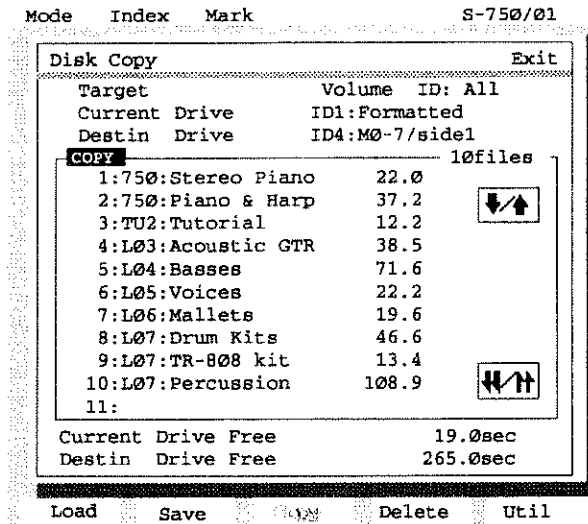 Mode Index Mark S-750/01
Disk Copy Exit
Target Volume ID: All
Current Drive ID1:Formatted
Destin Drive ID4:MØ-7/side1
COPY 1Øfiles
1:75Ø:Stereo Piano 22.Ø
2:75Ø:Piano & Harp 37.2
3:TU2:Tutorial 12.2
4:LØ3:Acoustic GTR 38.5
5:LØ4:Basses 71.6
6:LØ5:Voices 22.2
7:LØ6:Mallets 19.6
8:LØ7:Drum Kits 46.6
9:LØ7:TR-8Ø8 kit 13.4
10:LØ7:Percussion 1Ø8.9
11:
Current Drive Free 19.Øsec
Destin Drive Free 265.Øsec
Load Save Delete Util